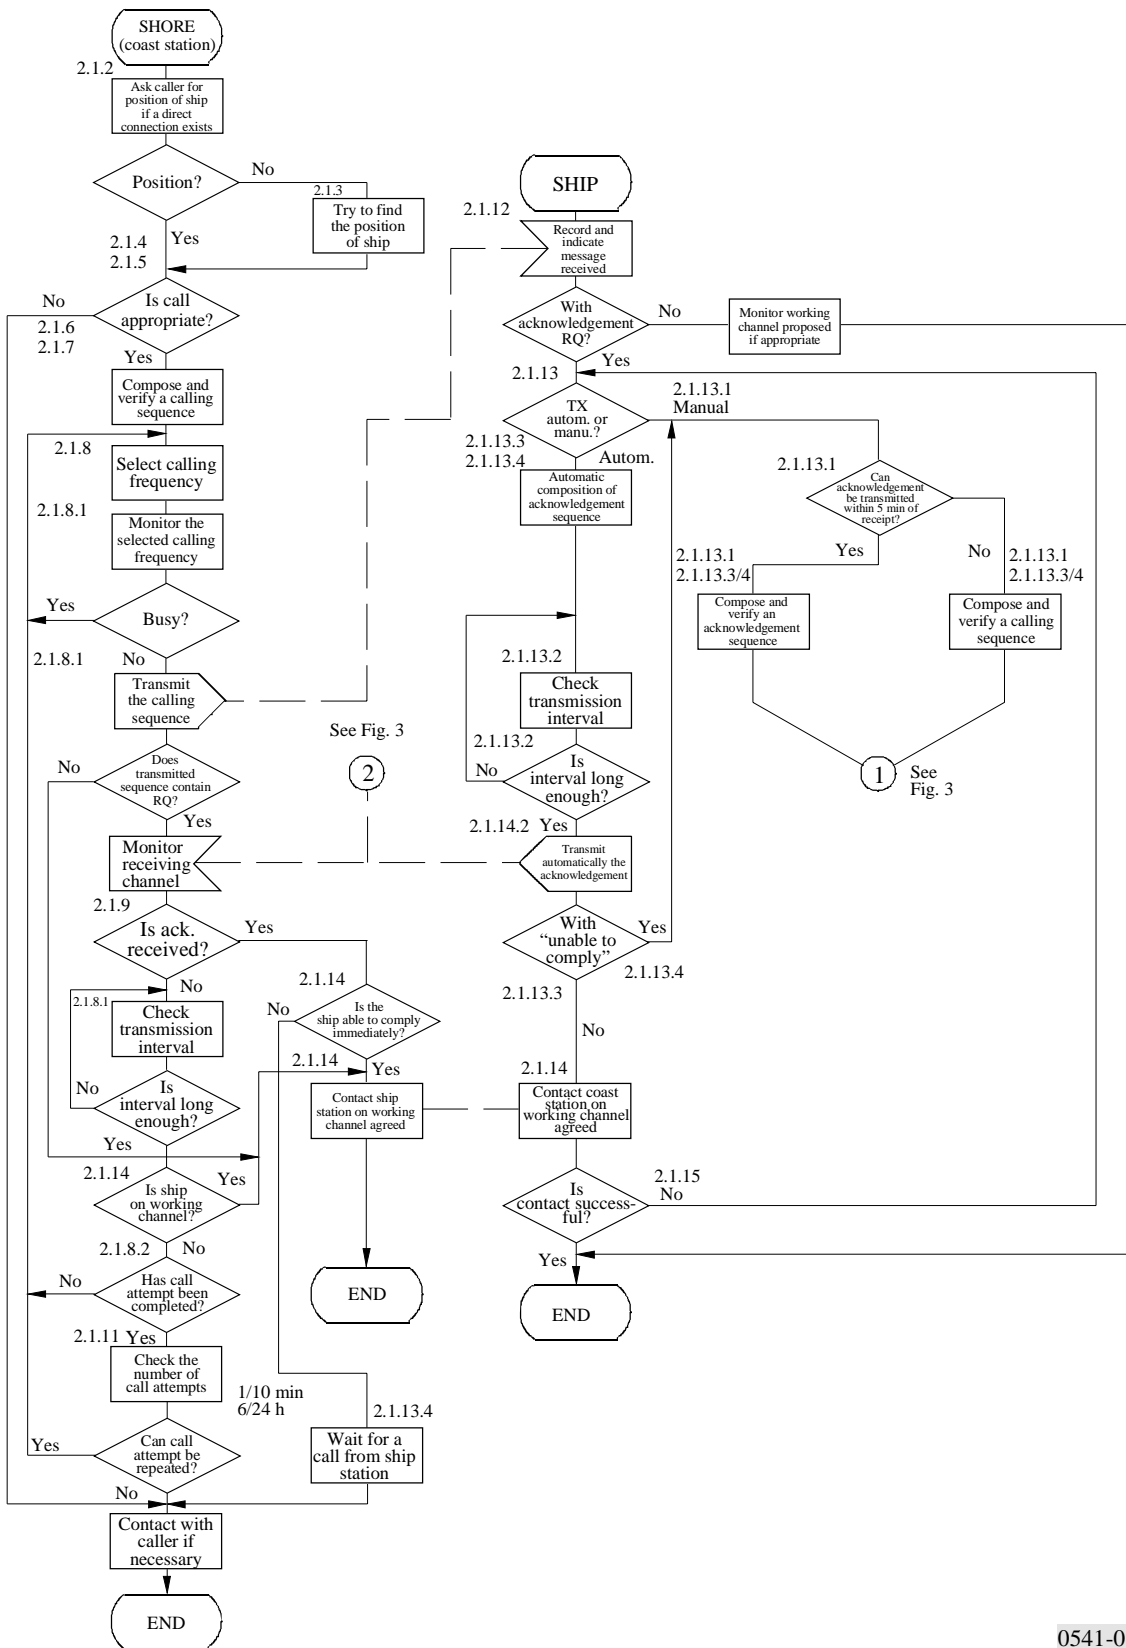 SHORE
(coast station)
2.1.2
Ask caller for
position of ship
if a direct
connection exists
Position?
No
2.1.3
Try to find
the position
of ship
Yes
2.1.4
2.1.5
Is call
appropriate?
No
2.1.6
2.1.7
Yes
Compose and
verify a calling
sequence
2.1.8
Select calling
frequency
2.1.8.1
Monitor the
selected calling
frequency
Yes
Busy?
2.1.8.1
No
Transmit
the calling
sequence
No
Does
transmitted
sequence contain
RQ?
Yes
Monitor
receiving
channel
2.1.9
Is ack.
received?
Yes
No
2.1.8.1
Check
transmission
interval
No
Is
interval long
enough?
Yes
2.1.14
Is ship
on working
channel?
Yes
2.1.8.2
No
No
Has call
attempt been
completed?
2.1.11
Yes
Check the
number of
call attempts
1/10 min
6/24 h
Yes
Can call
attempt be
repeated?
No
Contact with
caller if
necessary
END
See Fig. 3
2
2.1.14
No
Is the
ship able to comply
immediately?
2.1.14
Yes
Contact ship
station on working
channel agreed
END
2.1.13.4
Wait for a
call from ship
station
SHIP
2.1.12
Record and
indicate
message
received
With
acknowledgement
RQ?
No
Monitor working
channel proposed
if appropriate
Yes
2.1.13
TX
autom. or
manu.?
2.1.13.1
Manual
2.1.13.3
2.1.13.4
Autom.
Automatic
composition of
acknowledgement
sequence
2.1.13.1
Can
acknowledgement
be transmitted
within 5 min of
receipt?
Yes
No
2.1.13.1
2.1.13.3/4
2.1.13.1
2.1.13.3/4
Compose and
verify an
acknowledgement
sequence
Compose and
verify a calling
sequence
1
See
Fig. 3
2.1.13.2
Check
transmission
interval
2.1.13.2
No
Is
interval long
enough?
2.1.14.2
Yes
Transmit
automatically the
acknowledgement
With
“unable to
comply”
Yes
2.1.13.4
2.1.13.3
No
2.1.14
Contact coast
station on
working channel
agreed
Is
contact success-
ful?
2.1.15
No
Yes
END
0541-0